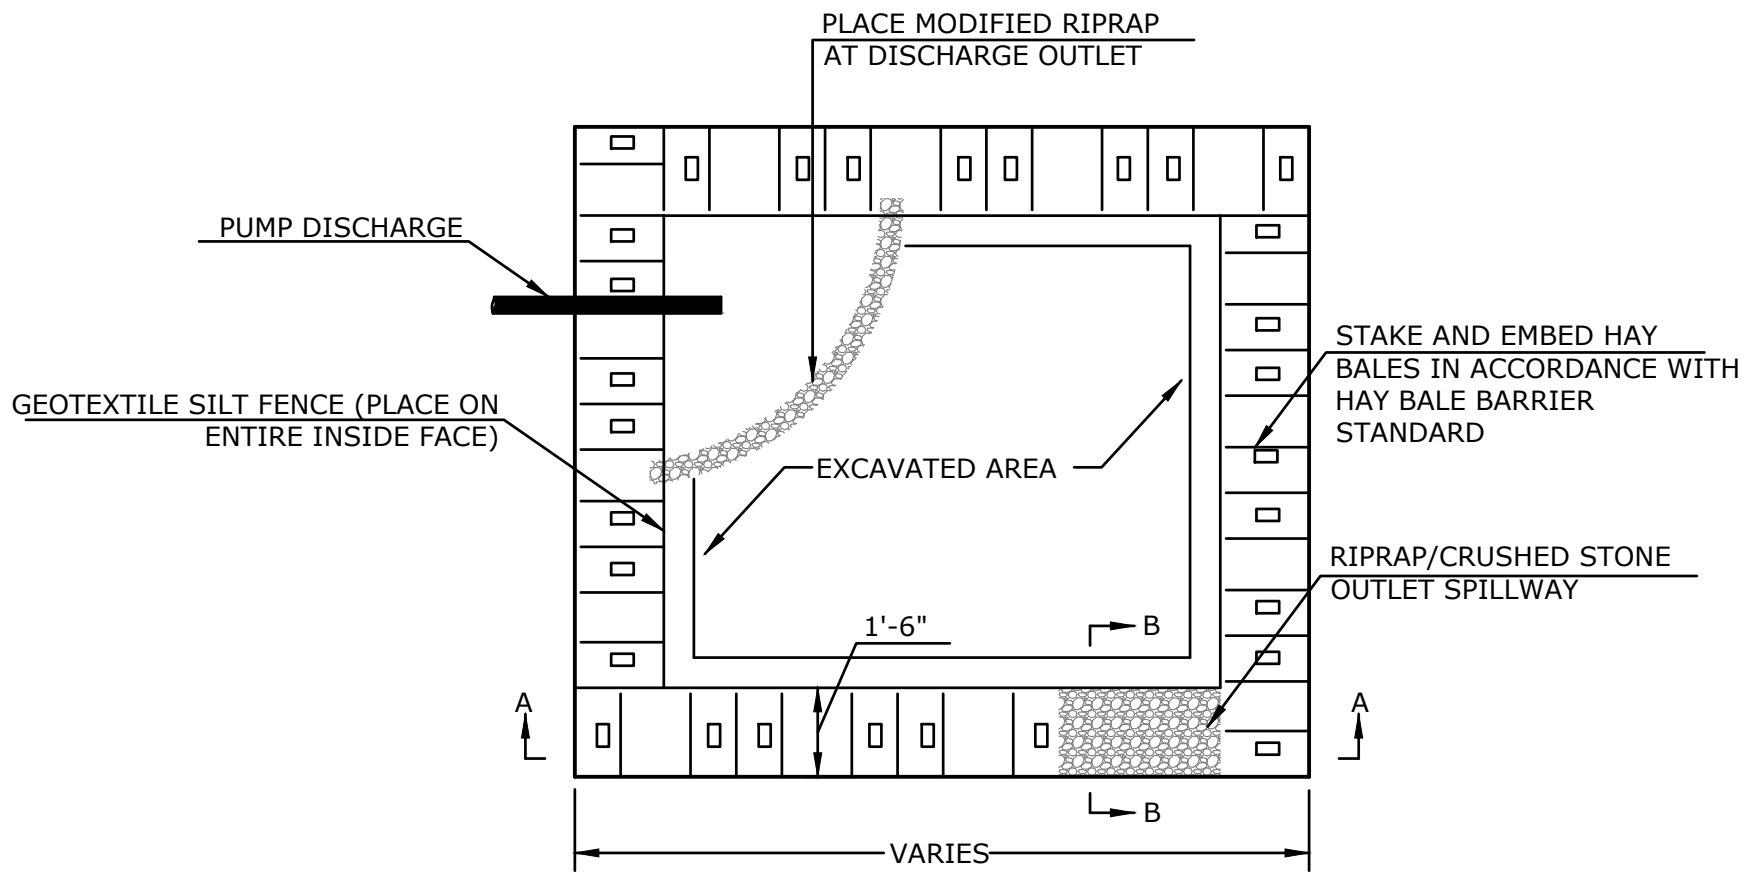 PLACE MODIFIED RIPRAP
AT DISCHARGE OUTLET
PUMP DISCHARGE
STAKE AND EMBED HAY
BALES IN ACCORDANCE WITH
HAY BALE BARRIER
STANDARD
GEOTEXTILE SILT FENCE (PLACE ON
ENTIRE INSIDE FACE)
EXCAVATED AREA
RIPRAP/CRUSHED STONE
OUTLET SPILLWAY
1'-6"
B
A
A
B
VARIES